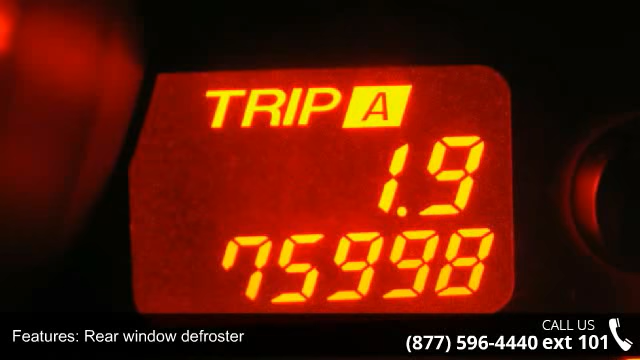 TRIP A
1.9
75998
CALL US
Features: Rear window defroster
(877) 596-4440 ext 101